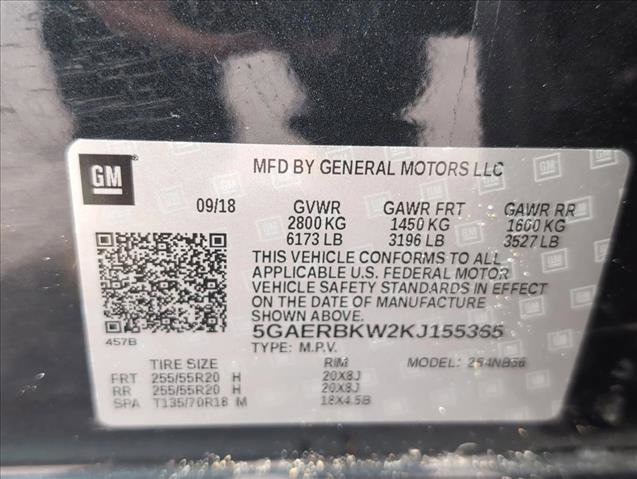 GM
MFD BY GENERAL MOTORS LLC
09/18 GVWR GAWR FRT GAWR RR
2800 KG 1450 KG 1600 KG
6173 LB 3196 LB 3527 LB
THIS VEHICLE CONFORMS TO ALL
APPLICABLE U.S. FEDERAL MOTOR
VEHICLE SAFETY STANDARDS IN EFFECT
ON THE DATE OF MANUFACTURE
SHOWN ABOVE.
457B
5GAERBKW2KJ155365
TYPE: M.P.V.
TIRE SIZE RIM MODEL: 254NB56
FRT 255/55R20 H 20X8J
RR 255/55R20 H 20X8J
SPA T135/70R18 M 18X4.5B